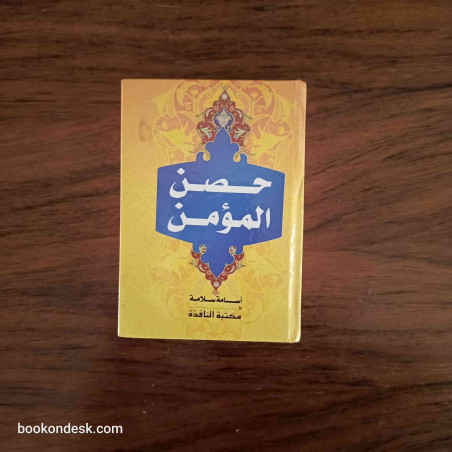 حصن
المؤمن
أسامة سلامة
مكتبة النافذة
bookondesk.com